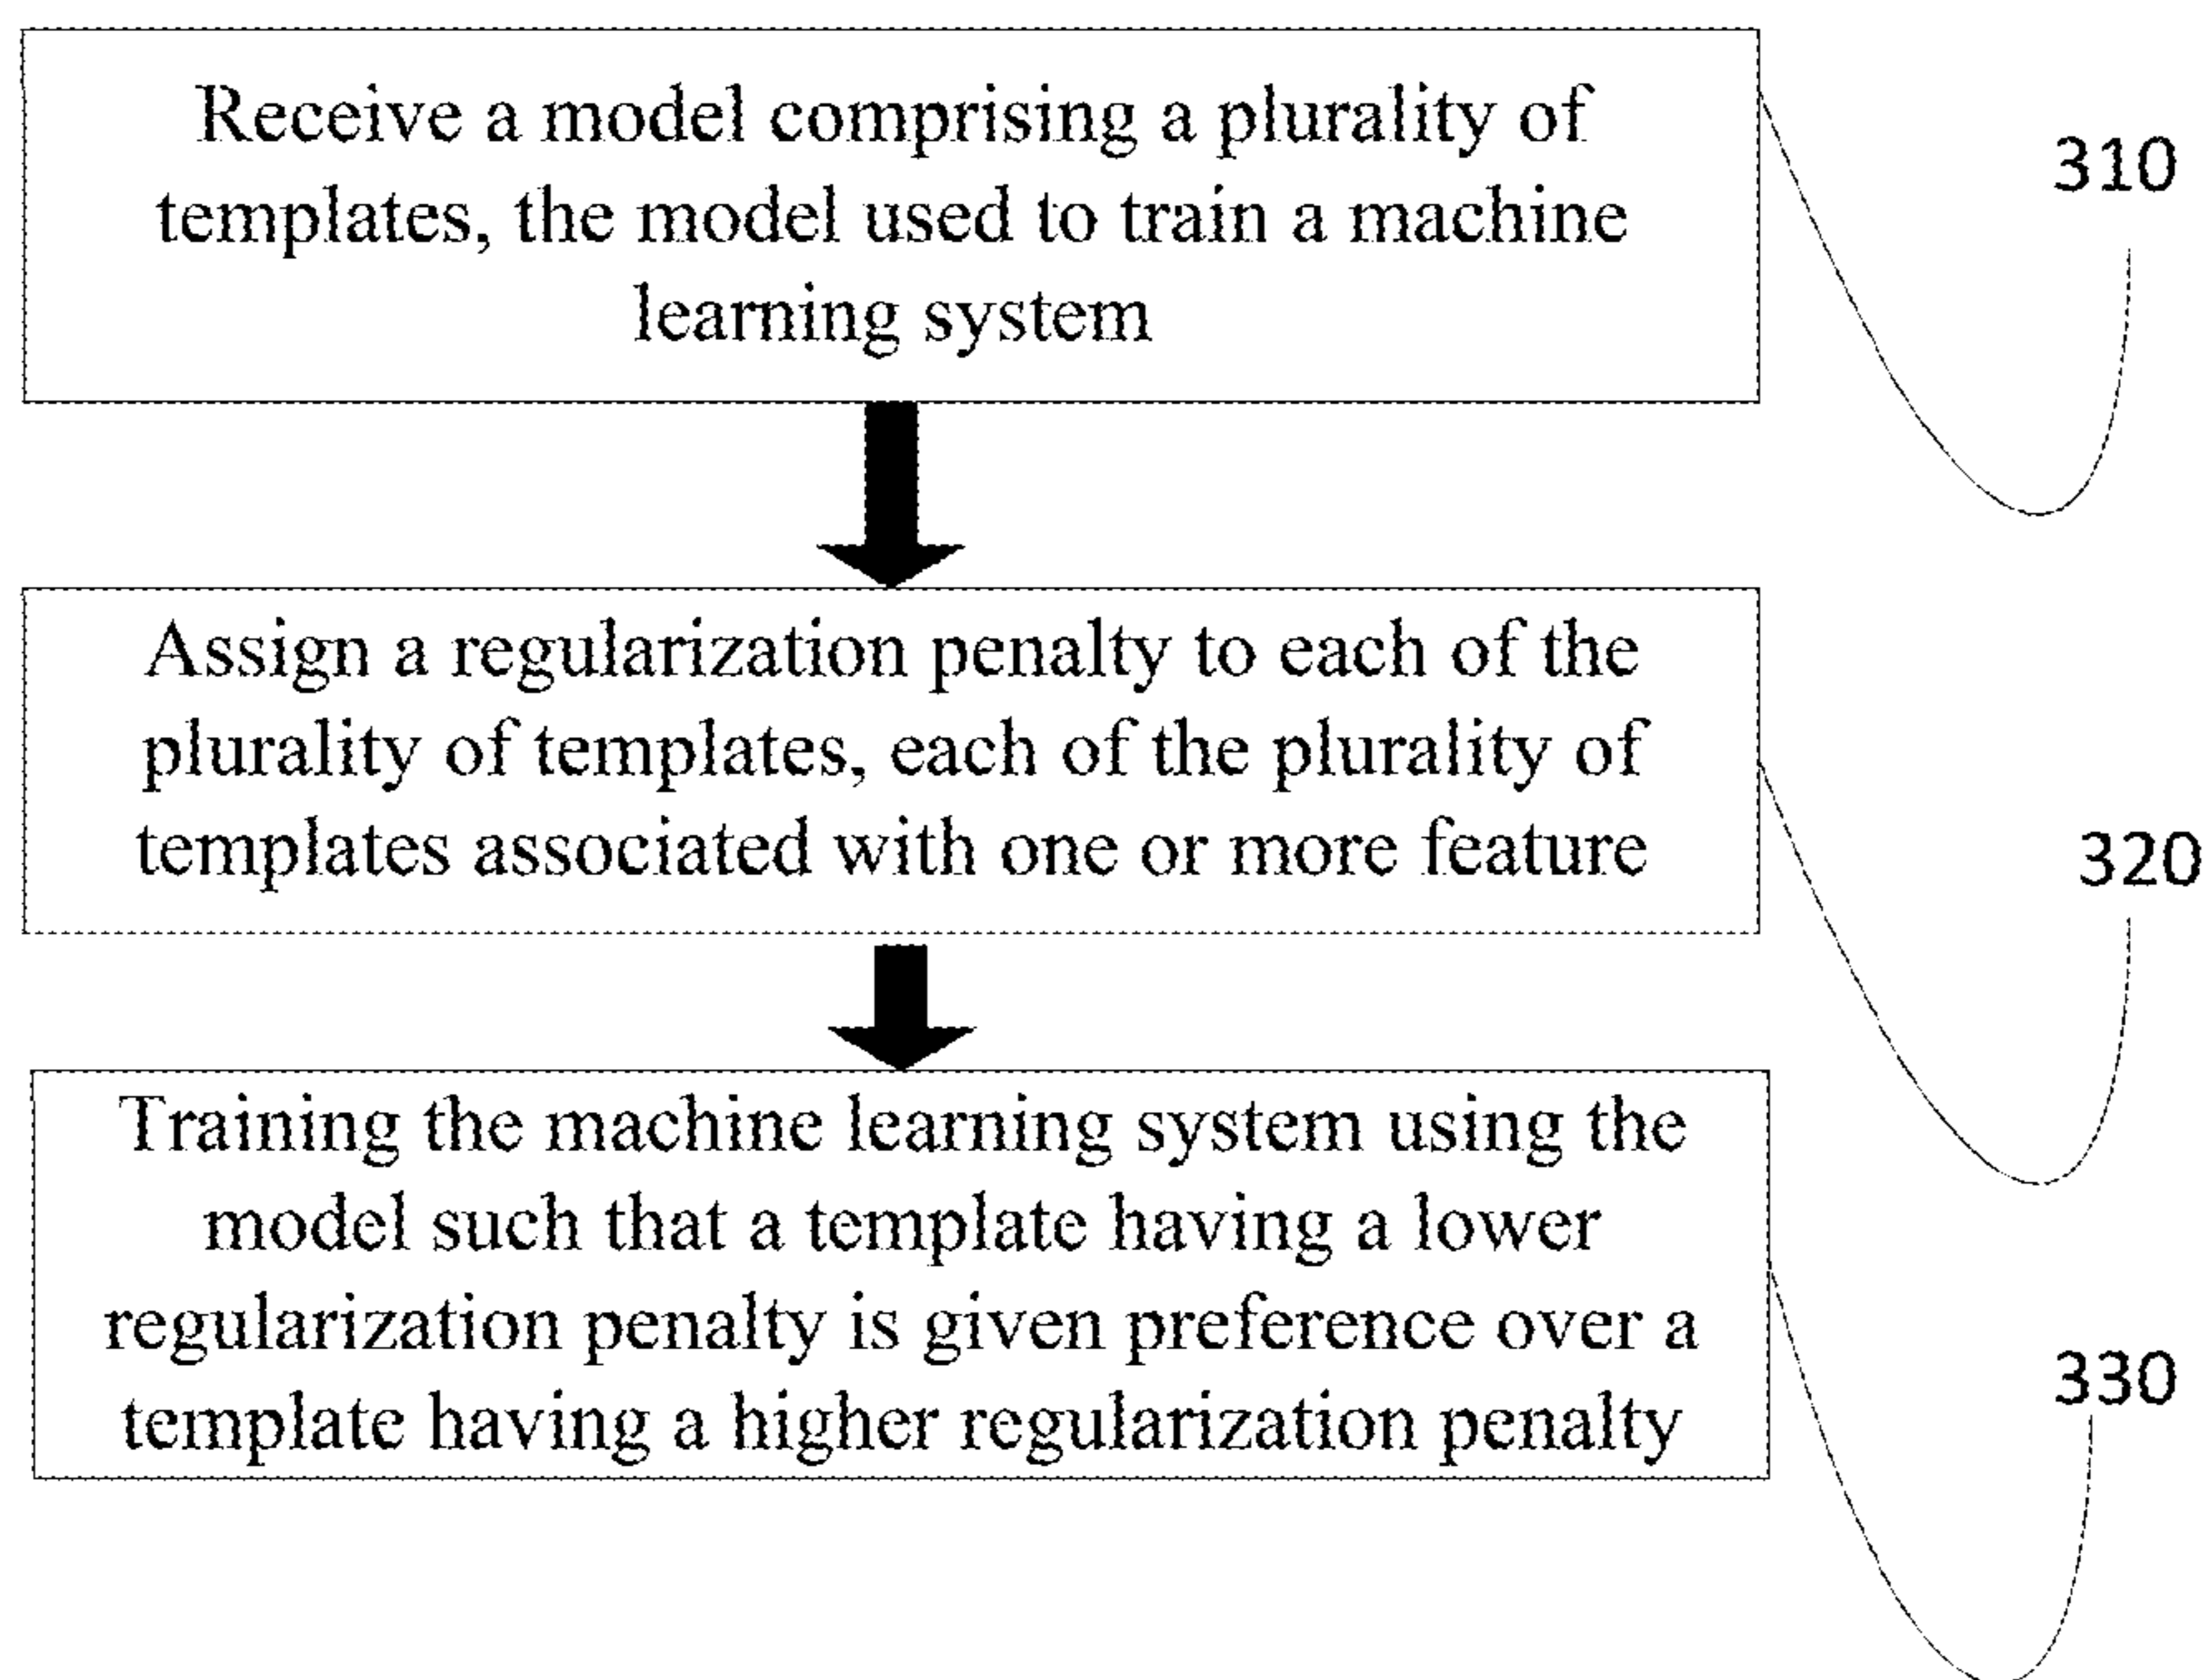 Receive a model comprising a plurality of
templates, the model used to train a machine
learning system
310
Assign a regularization penalty to each of the
plurality of templates, each of the plurality of
templates associated with one or more feature
320
Training the machine learning system using the
model such that a template having a lower
regularization penalty is given preference over a
template having a higher regularization penalty
330